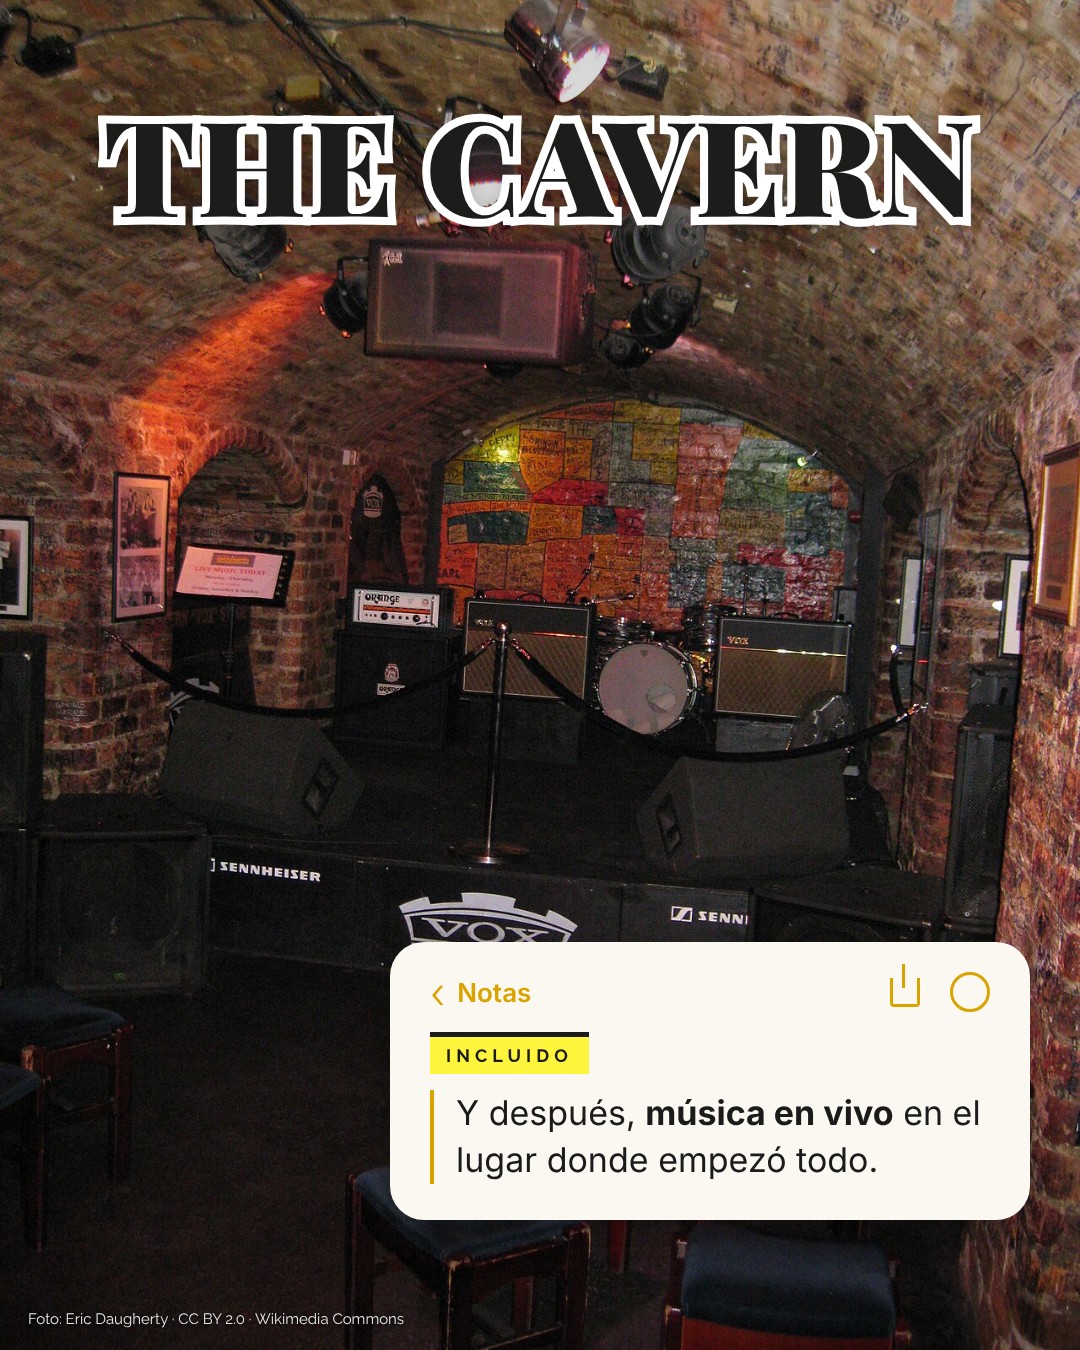 THE CAVERN
LIVE MUSIC TODAY
ORANGE
VOX
VOX
ORANGE
SENNHEISER
SENN
VOX
Notas
INCLUIDO
Y después, música en vivo en el
lugar donde empezó todo.
Foto: Eric Daugherty · CC BY 2.0 · Wikimedia Commons